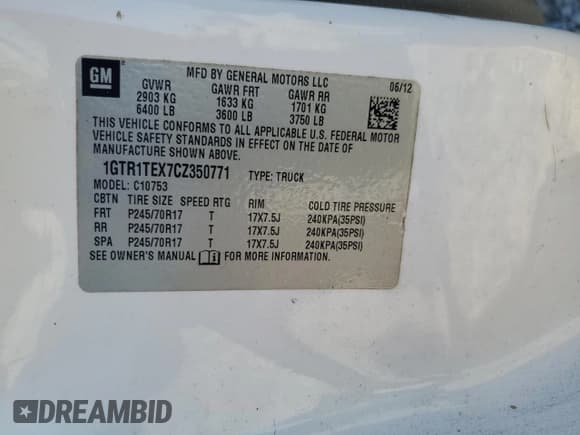 GM ®
MFD BY GENERAL MOTORS LLC
GVWR GAWR FRT GAWR RR 06/12
2903 KG 1633 KG 1701 KG
6400 LB 3600 LB 3750 LB
THIS VEHICLE CONFORMS TO ALL APPLICABLE U.S. FEDERAL MOTOR
VEHICLE SAFETY STANDARDS IN EFFECT ON THE DATE OF
MANUFACTURE SHOWN ABOVE.
1GTR1TEX7CZ350771 TYPE: TRUCK
MODEL: C10753
CBTN TIRE SIZE SPEED RTG RIM COLD TIRE PRESSURE
FRT P245/70R17 T 17X7.5J 240KPA(35PSI)
RR P245/70R17 T 17X7.5J 240KPA(35PSI)
SPA P245/70R17 T 17X7.5J 240KPA(35PSI)
SEE OWNER'S MANUAL FOR MORE INFORMATION.
DREAMBID